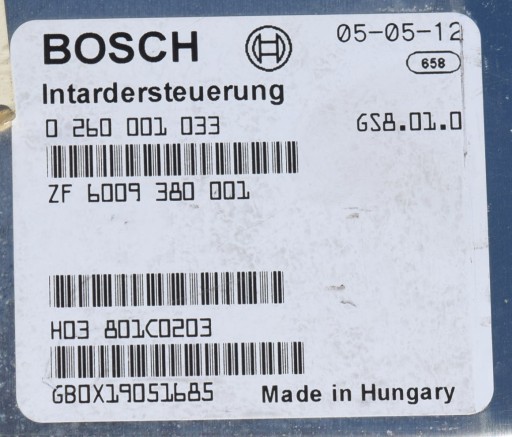 BOSCH 05-05-12
658
Intardersteuerung
0 260 001 033 GS8.01.0
ZF 6009 380 001
H03 801C0203
GBOX19051685 Made in Hungary